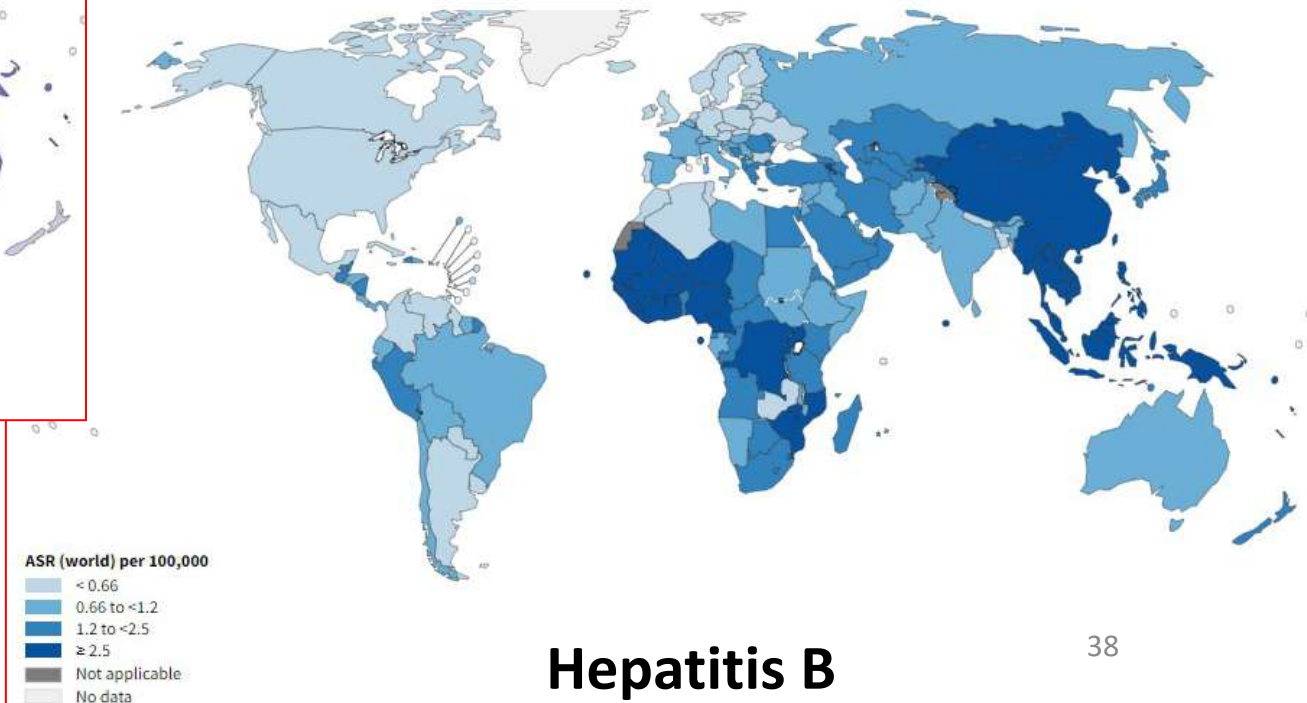 ASR (world) per 100,000
< 0.66
0.66 to <1.2
1.2 to <2.5
≥ 2.5
Not applicable
No data
Hepatitis B
38